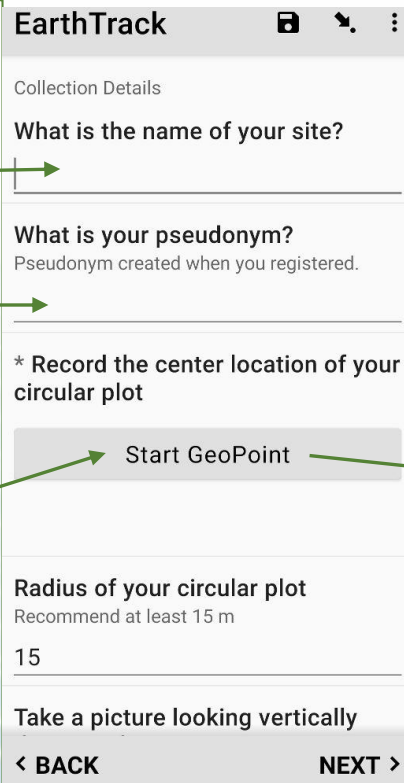 EarthTrack
Collection Details
What is the name of your site?
What is your pseudonym?
Pseudonym created when you registered.
* Record the center location of your
circular plot
Start GeoPoint
Radius of your circular plot
Recommend at least 15 m
15
Take a picture looking vertically
< BACK
NEXT >